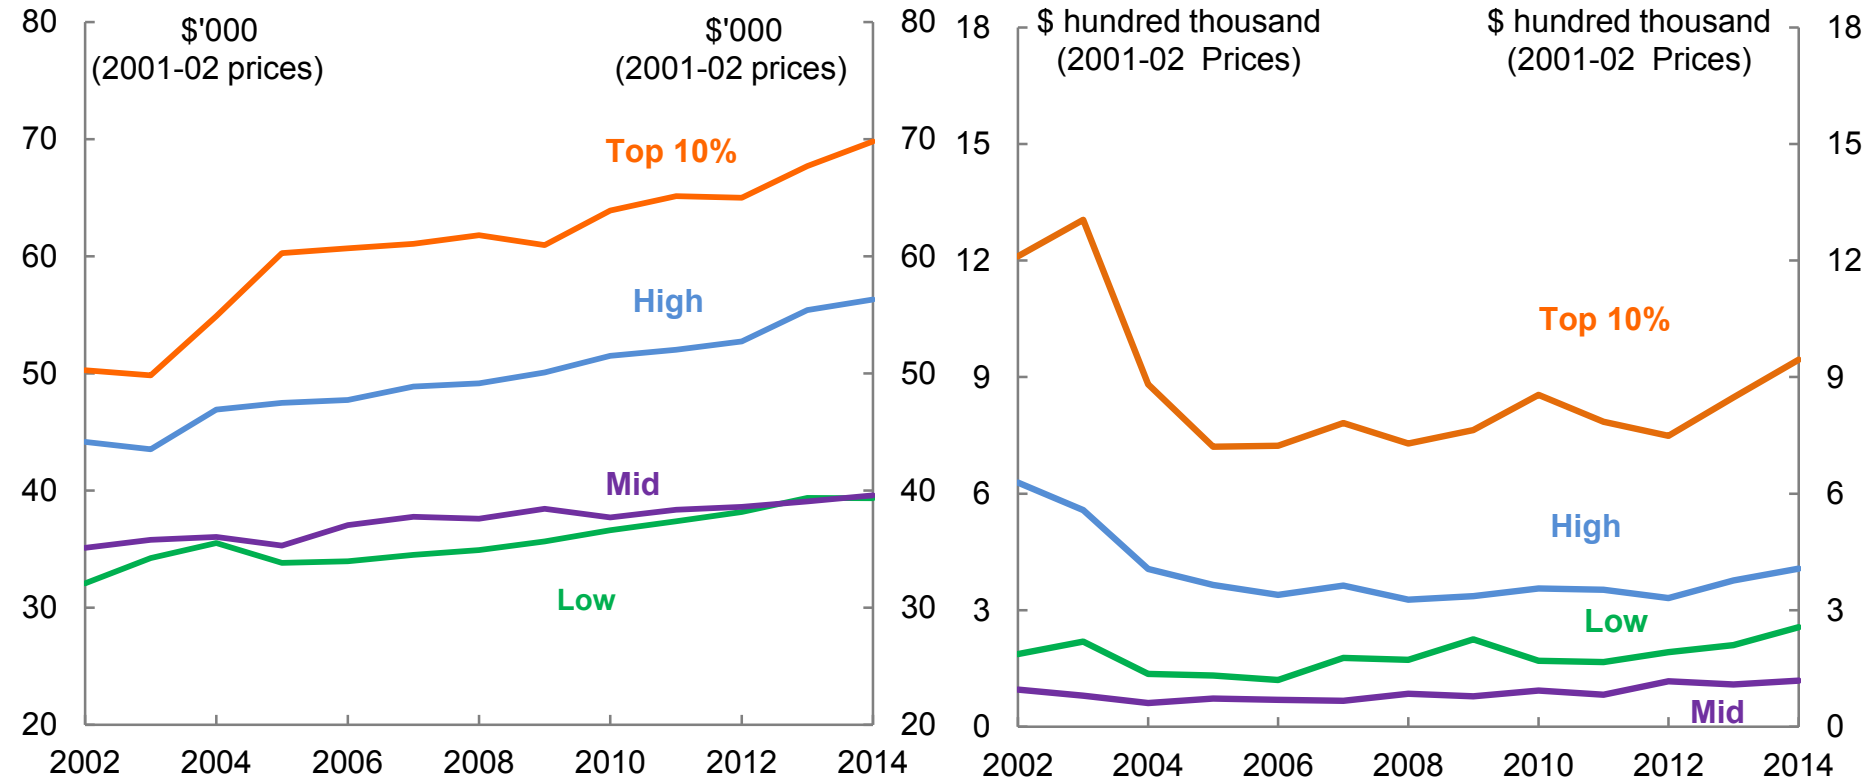 80
$'000
(2001-02 prices)
$'000
(2001-02 prices)
80
70
70
60
60
50
50
40
40
30
30
20
20
Top 10%
High
Mid
Low
2002 2004 2006 2008 2010 2012 2014
18
$ hundred thousand
(2001-02 Prices)
$ hundred thousand
(2001-02 Prices)
18
15
15
12
12
9
9
6
6
3
3
0
0
Top 10%
High
Low
Mid
2002 2004 2006 2008 2010 2012 2014